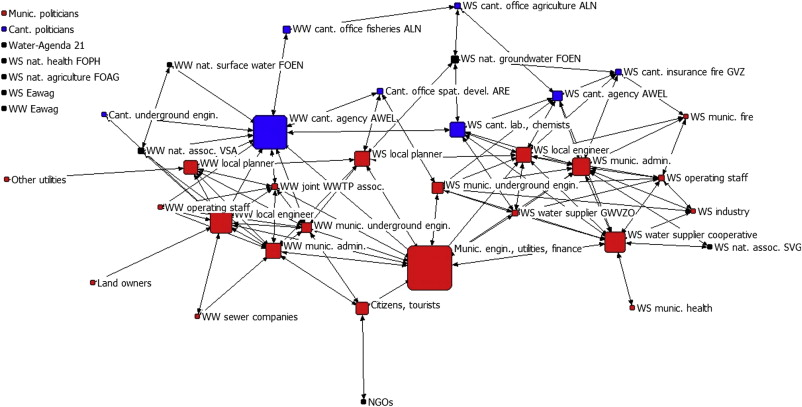 Munic. politicians
Cant. politicians
Water-Agenda 21
WS nat. health FOPH
WS nat. agriculture FOAG
WS Eawag
WW Eawag
WS cant. office agriculture ALN
WW cant. office fisheries ALN
WW nat. surface water FOEN
WS nat. groundwater FOEN
WS cant. insurance fire GVZ
Cant. office spat. devel. ARE
WS cant. agency AWEL
Cant. underground engin.
WW cant. agency AWEL
WS munic. fire
WS cant. lab., chemists
WW nat. assoc. VSA
WS local engineer
WS local planner
WW local planner
WS munic. admin.
Other utilities
WS operating staff
WW joint WWTP assoc.
WS munic. underground engin.
WW operating staff
WW local engineer
WS water supplier GWVZO
WS industry
WW munic. underground engin.
WS water supplier cooperative
WW munic. admin.
Munic. engin., utilities, finance
WS nat. assoc. SVG
Land owners
Citizens, tourists
WS munic. health
WW sewer companies
NGOs